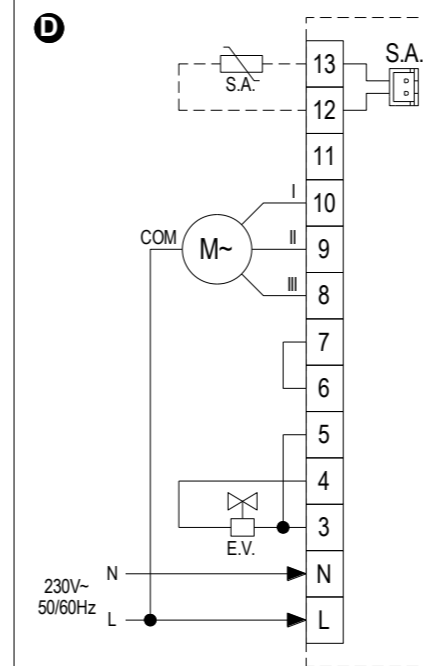 D
S.A.
S.A.
13
12
11
10
9
8
7
6
5
4
3
N
L
I
II
III
COM
M~
E.V.
230V~
50/60Hz
N
L